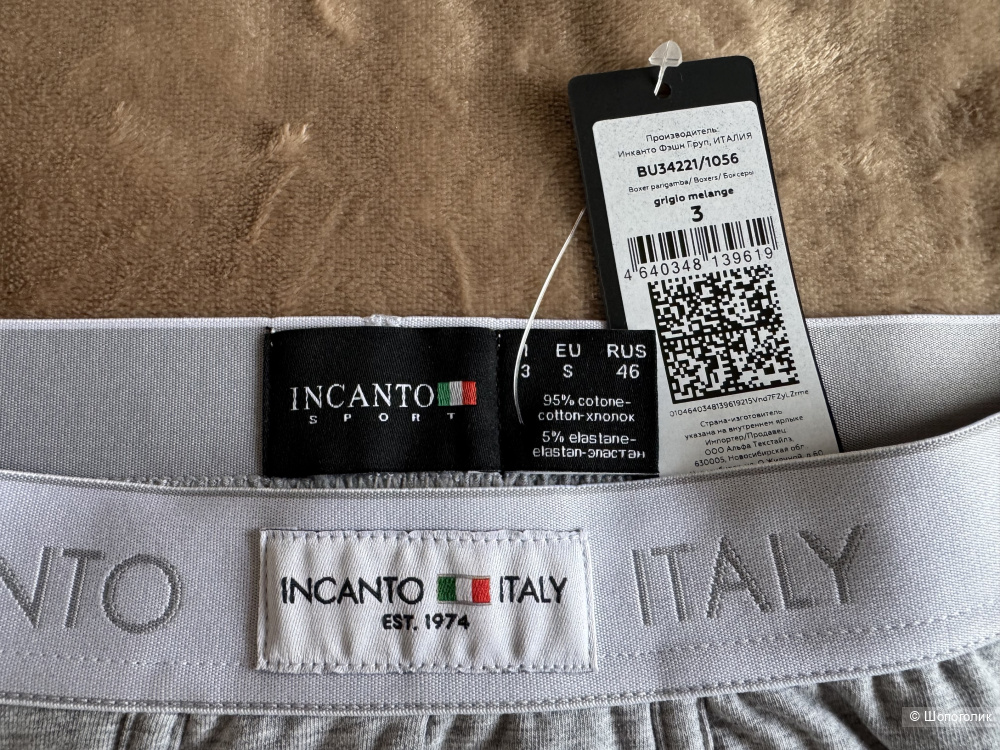 Производитель:
Инканто Фэшн Груп, ИТАЛИЯ
BU34221/1056
Boxer parigamba/ Boxers/ Боксеры
grigio melange
3
4 640348 139619
0104640348139619215Vnd7FZyLZrme
Страна-изготовитель
указана на внутреннем ярлыке
Импортер/Продавец
ООО Альфа Текстайлз,
630005, Новосибирская обл
INCANTO
SPORT
EU RUS
3 S 46
95% cotone-
cotton-хлопок
5% elastane-
elastan-эластан
NTO
INCANTO ITALY
EST. 1974
ITALY
© Шопоголик